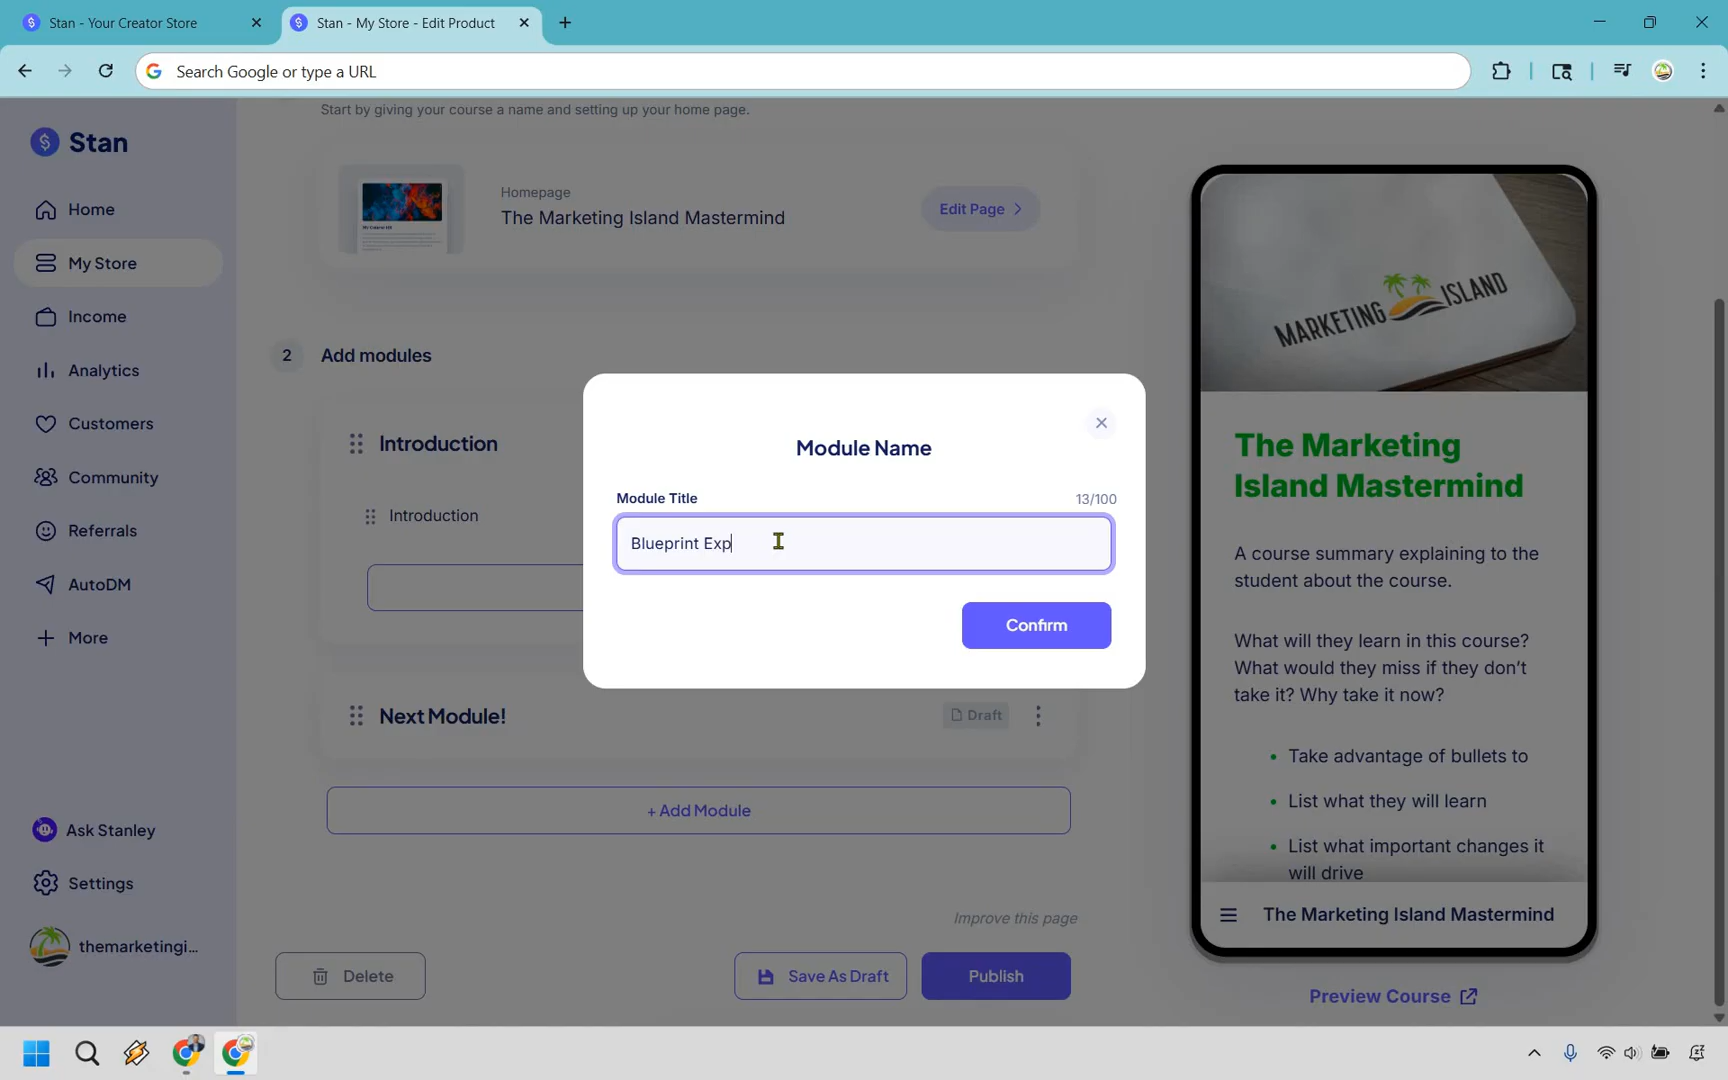 Stan - Your Creator Store
Stan - My Store - Edit Product
Search Google or type a URL
Stan
Home
My Store
Income
Analytics
Customers
Community
Referrals
AutoDM
More
Ask Stanley
Settings
themarketingi...
Start by giving your course a name and setting up your home page.
Homepage
The Marketing Island Mastermind
Edit Page
2 Add modules
Introduction
Introduction
Module Name
Module Title 13/100
Blueprint Exp
Confirm
Next Module! Draft
+ Add Module
Improve this page
Delete
Save As Draft
Publish
MARKETING ISLAND
The Marketing
Island Mastermind
A course summary explaining to the
student about the course.
What will they learn in this course?
What would they miss if they don't
take it? Why take it now?
• Take advantage of bullets to
• List what they will learn
• List what important changes it
will drive
The Marketing Island Mastermind
Preview Course